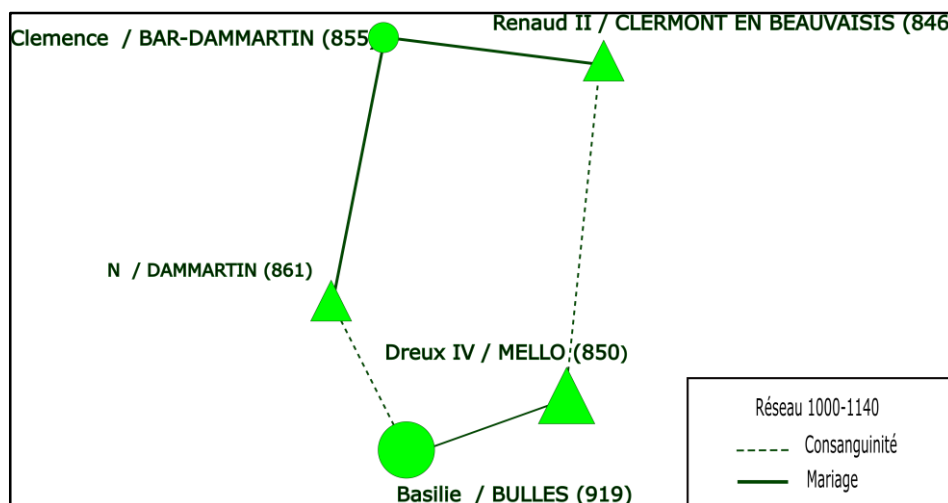 Renaud II / CLERMONT EN BEAUVAISIS (846
Clemence / BAR-DAMMARTIN (855)
N / DAMMARTIN (861)
Dreux IV / MELLO (850)
Basilie / BULLES (919)
Réseau 1000-1140
Consanguinité
Mariage